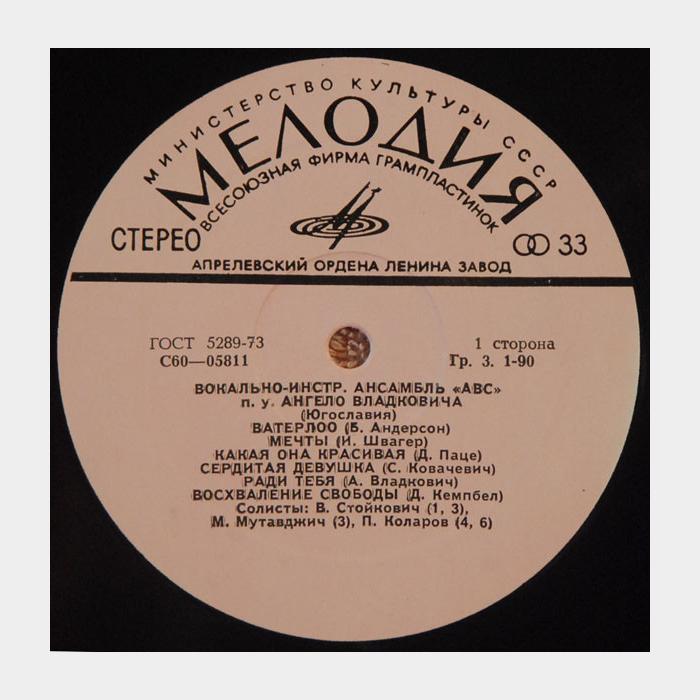 МИНИСТЕРСТВО КУЛЬТУРЫ СССР
МЕЛОДИЯ
ВСЕСОЮЗНАЯ ФИРМА ГРАМПЛАСТИНОК
СТЕРЕО 33
АПРЕЛЕВСКИЙ ОРДЕНА ЛЕНИНА ЗАВОД
ГОСТ 5289-73 1 сторона
С60—05811 Гр. 3. 1-90
ВОКАЛЬНО-ИНСТР. АНСАМБЛЬ «АВС»
п. у. АНГЕЛО ВЛАДКОВИЧА
(Югославия)
ВАТЕРЛОО (Б. Андерсон)
МЕЧТЫ (И. Швагер)
КАКАЯ ОНА КРАСИВАЯ (Д. Паце)
СЕРДИТАЯ ДЕВУШКА (С. Ковачевич)
РАДИ ТЕБЯ (А. Владкович)
ВОСХВАЛЕНИЕ СВОБОДЫ (Д. Кемпбел)
Солисты: В. Стойкович (1, 3),
М. Мутавджич (3), П. Коларов (4, 6)